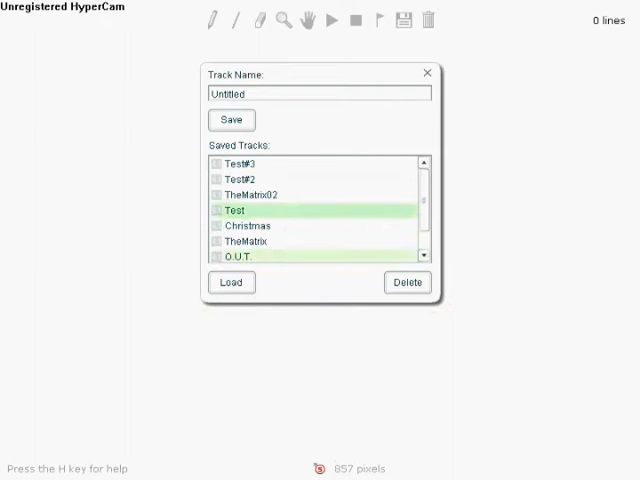 Unregistered HyperCam
0 lines
Track Name:
Untitled
Save
Saved Tracks:
Test#3
Test#2
TheMatrix02
Test
Christmas
TheMatrix
O.U.T.
Load
Delete
Press the H key for help
857 pixels